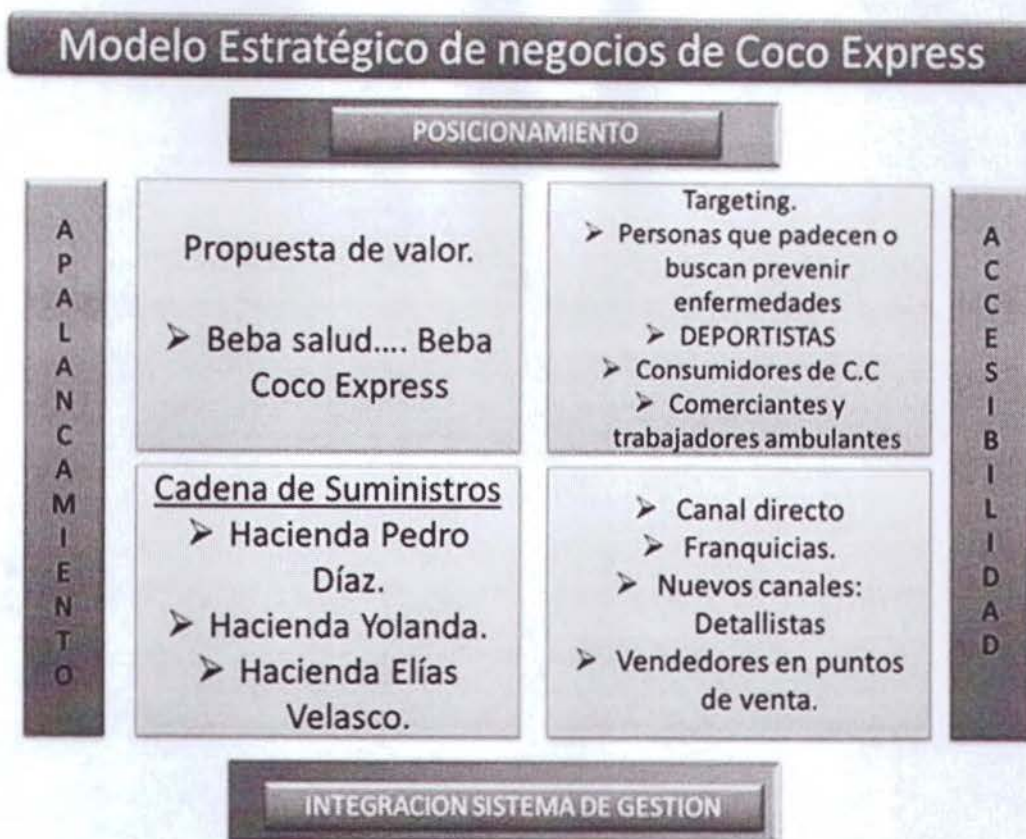 Modelo Estratégico de negocios de Coco Express
POSICIONAMIENTO
APALANCAMIENTO
Propuesta de valor.
➤ Beba salud.... Beba
Coco Express
Targeting.
➤ Personas que padecen o
buscan prevenir
enfermedades
➤ DEPORTISTAS
➤ Consumidores de C.C
➤ Comerciantes y
trabajadores ambulantes
ACCESIBILIDAD
Cadena de Suministros
➤ Hacienda Pedro
Díaz.
➤ Hacienda Yolanda.
➤ Hacienda Elías
Velasco.
➤ Canal directo
➤ Franquicias.
➤ Nuevos canales:
Detallistas
➤ Vendedores en puntos
de venta.
INTEGRACION SISTEMA DE GESTION